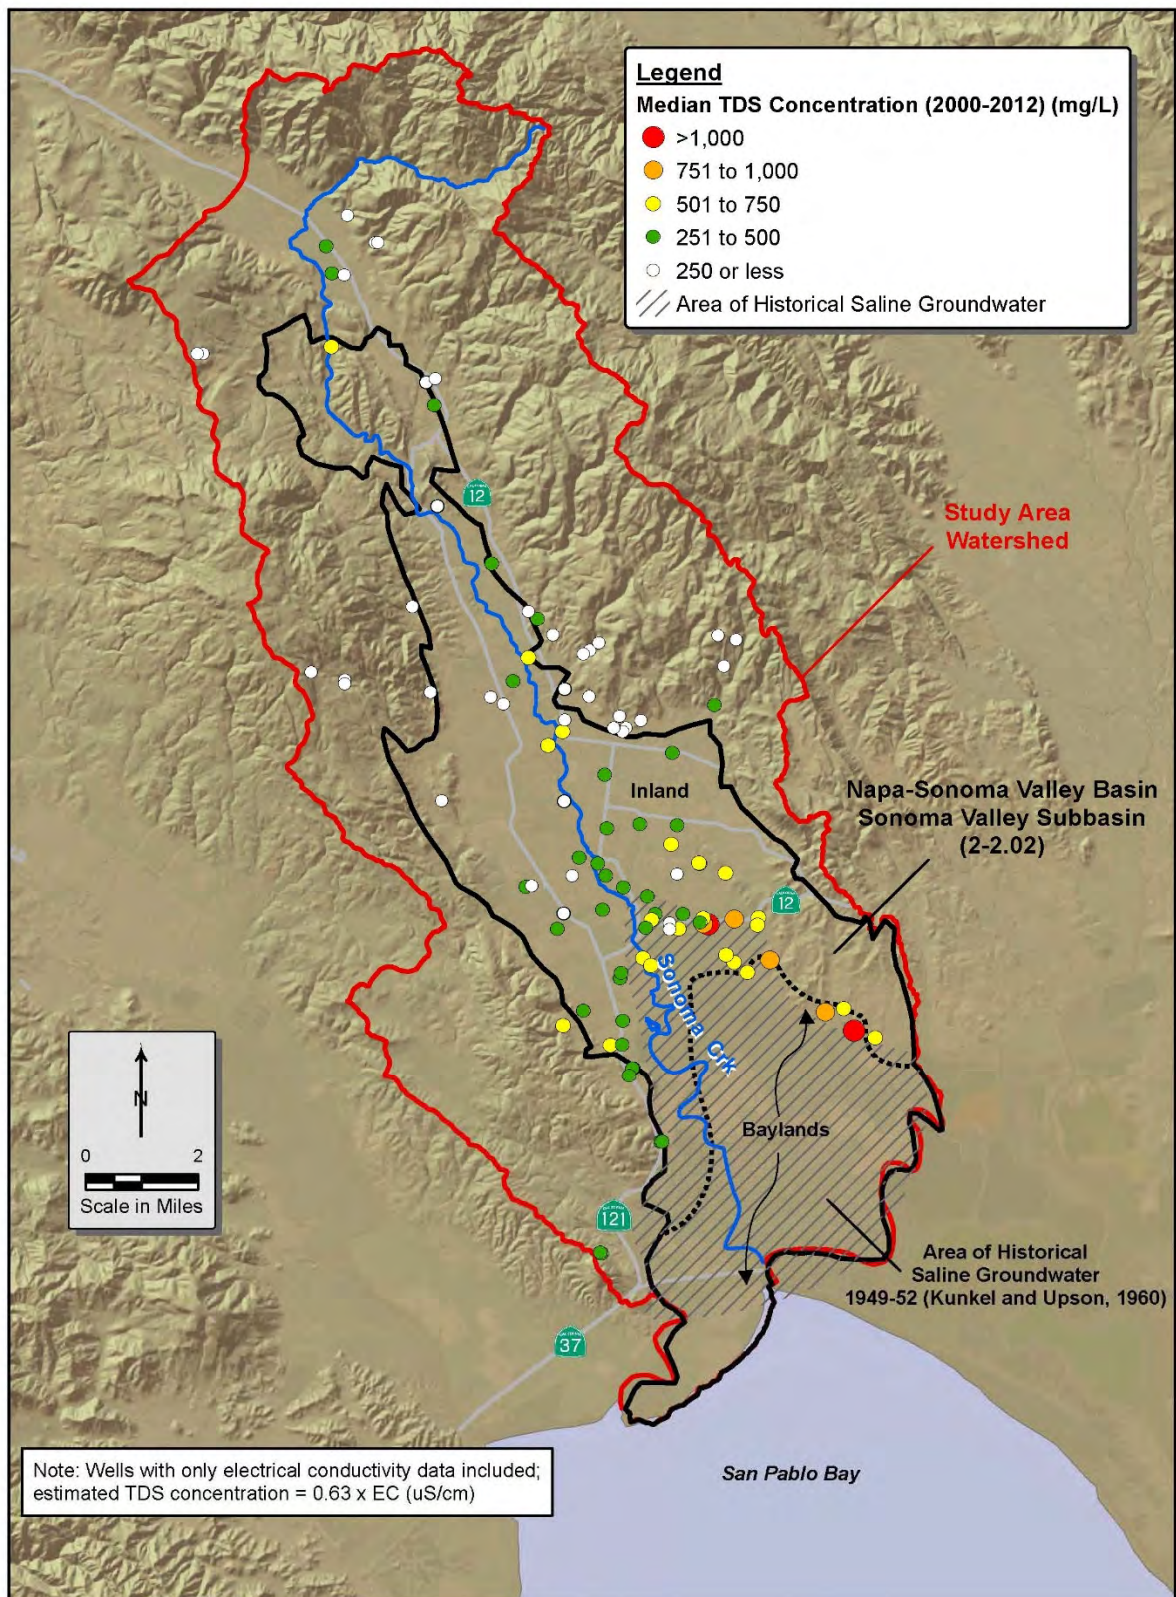 Legend
Median TDS Concentration (2000-2012) (mg/L)
>1,000
751 to 1,000
501 to 750
251 to 500
250 or less
Area of Historical Saline Groundwater
12
Study Area
Watershed
Inland
Napa-Sonoma Valley Basin
Sonoma Valley Subbasin
(2-2.02)
12
Sonoma Crk
N
0 2
Scale in Miles
Baylands
121
Area of Historical
Saline Groundwater
1949-52 (Kunkel and Upson, 1960)
37
Note: Wells with only electrical conductivity data included;
estimated TDS concentration = 0.63 x EC (uS/cm)
San Pablo Bay